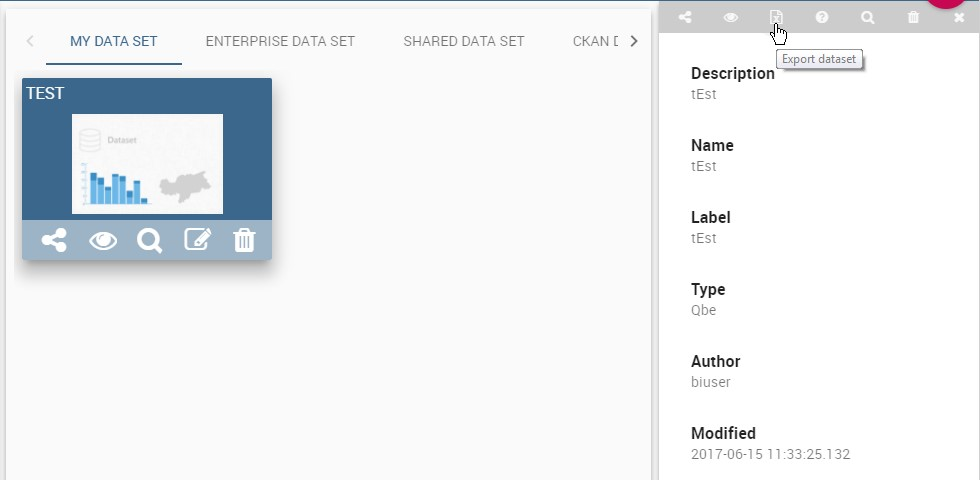 MY DATA SET
ENTERPRISE DATA SET
SHARED DATA SET
CKAN D
TEST
Dataset
Export dataset
Description
tEst
Name
tEst
Label
tEst
Type
Qbe
Author
biuser
Modified
2017-06-15 11:33:25.132